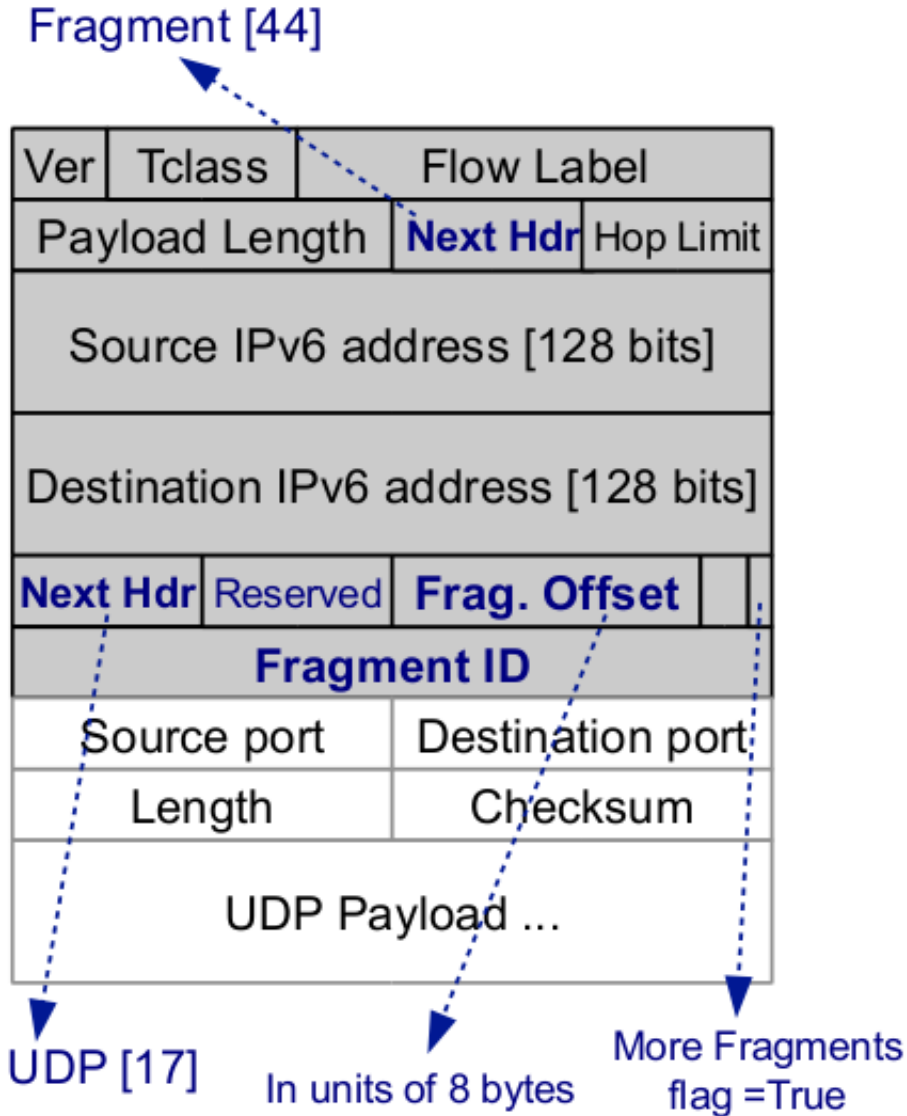 Fragment [44]
Ver Tclass Flow Label
Payload Length Next Hdr Hop Limit
Source IPv6 address [128 bits]
Destination IPv6 address [128 bits]
Next Hdr Reserved Frag. Offset
Fragment ID
Source port Destination port
Length Checksum
UDP Payload ...
UDP [17]
In units of 8 bytes
More Fragments
flag =True